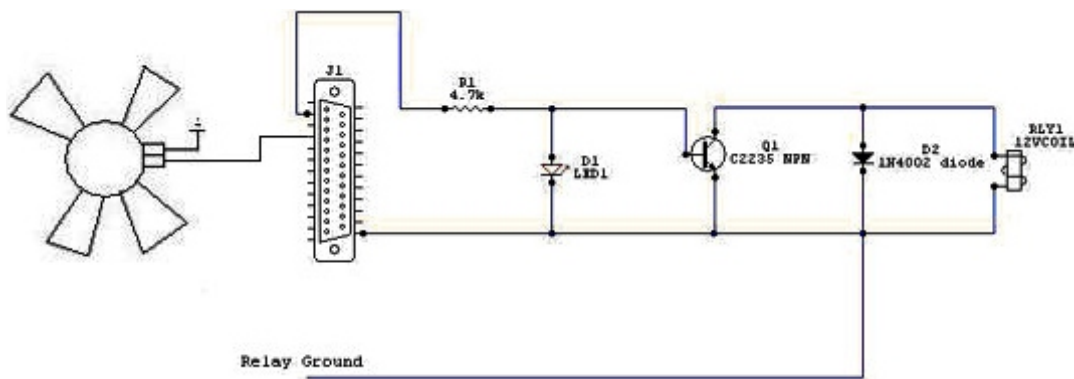 J1
R1
4.7k
D1
LED1
Q1
C2235 NPN
D2
1N4002 diode
RLY1
12VCOIL
Relay Ground